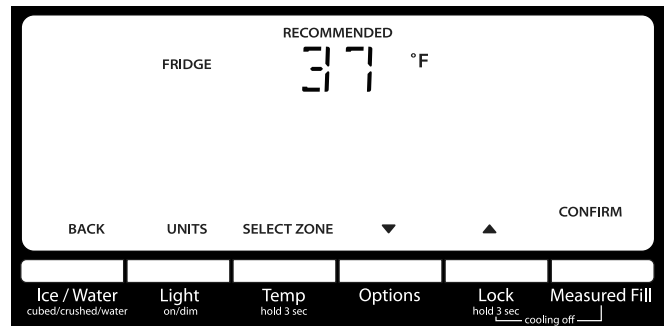 RECOMMENDED
FRIDGE 37 °F
CONFIRM
BACK UNITS SELECT ZONE ▼ ▲
Ice / Water Light Temp Options Lock Measured Fill
cubed/crushed/water on/dim hold 3 sec hold 3 sec
cooling off